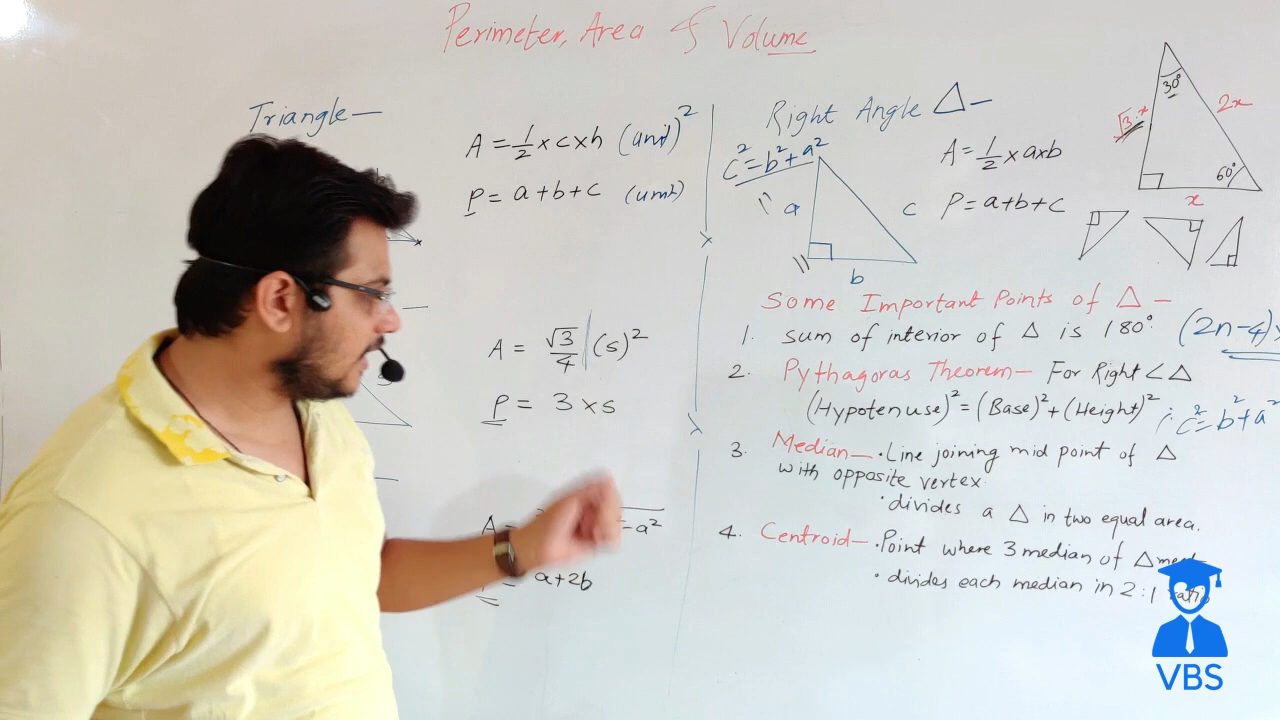 Perimeter, Area & Volume
Triangle—
A = 1/2 × c × h (unit)²
P = a + b + c (unit)
A = √3/4 (s)²
P = 3 × s
A =
– a²
= a + 2b
Right Angle △—
c² = b² + a²
a
c
b
A = 1/2 × a × b
P = a + b + c
30°
√3·x
2x
60°
x
Some Important Points of △ —
1. sum of interior of △ is 180° (2n-4)×
2. Pythagoras Theorem— For Right ∠△
(Hypotenuse)² = (Base)² + (Height)² ; c² = b² + a²
3. Median— · Line joining mid point of △
with opposite vertex
· divides a △ in two equal area.
4. Centroid— · Point where 3 median of △
· divides each median in 2:1
VBS